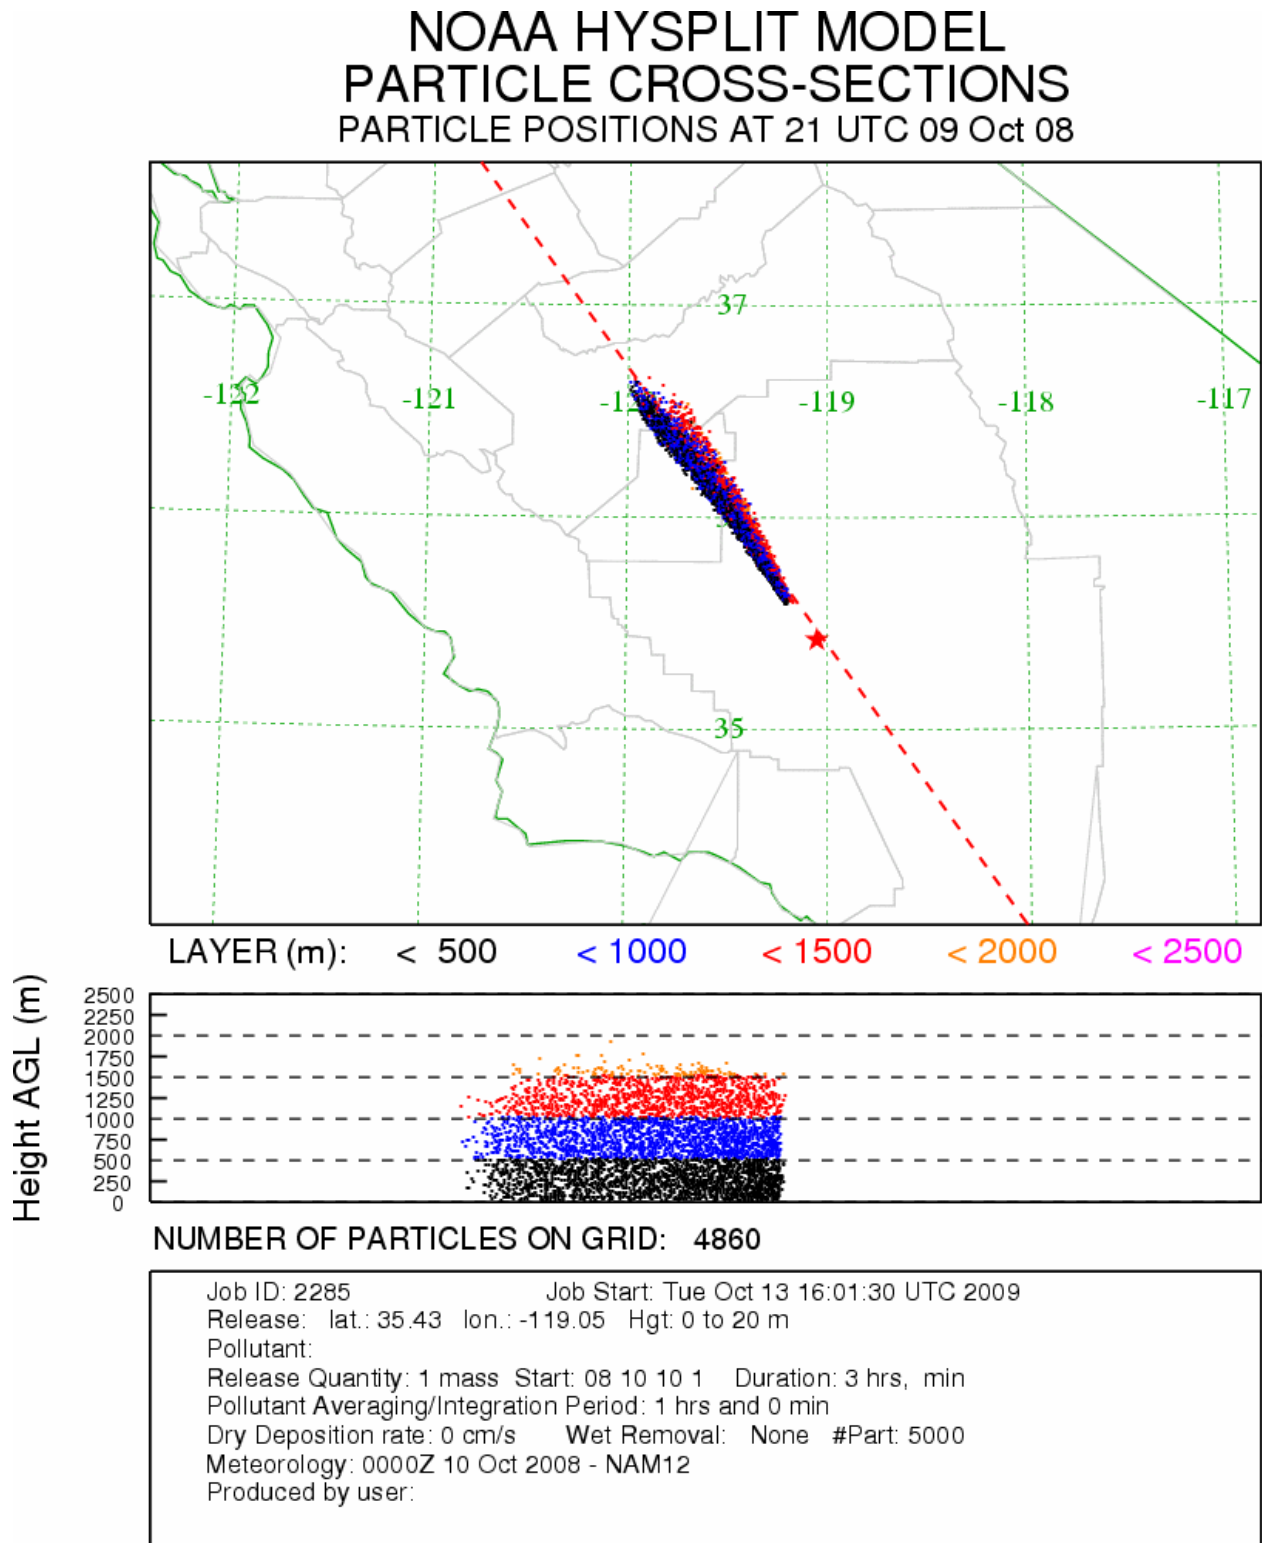 NOAA HYSPLIT MODEL
PARTICLE CROSS-SECTIONS
PARTICLE POSITIONS AT 21 UTC 09 Oct 08
37
-122 -121 -119 -118 -117
35
LAYER (m): < 500 < 1000 < 1500 < 2000 < 2500
Height AGL (m)
2500
2250
2000
1750
1500
1250
1000
750
500
250
0
NUMBER OF PARTICLES ON GRID: 4860
Job ID: 2285 Job Start: Tue Oct 13 16:01:30 UTC 2009
Release: lat.: 35.43 lon.: -119.05 Hgt: 0 to 20 m
Pollutant:
Release Quantity: 1 mass Start: 08 10 10 1 Duration: 3 hrs, min
Pollutant Averaging/Integration Period: 1 hrs and 0 min
Dry Deposition rate: 0 cm/s Wet Removal: None #Part: 5000
Meteorology: 0000Z 10 Oct 2008 - NAM12
Produced by user: